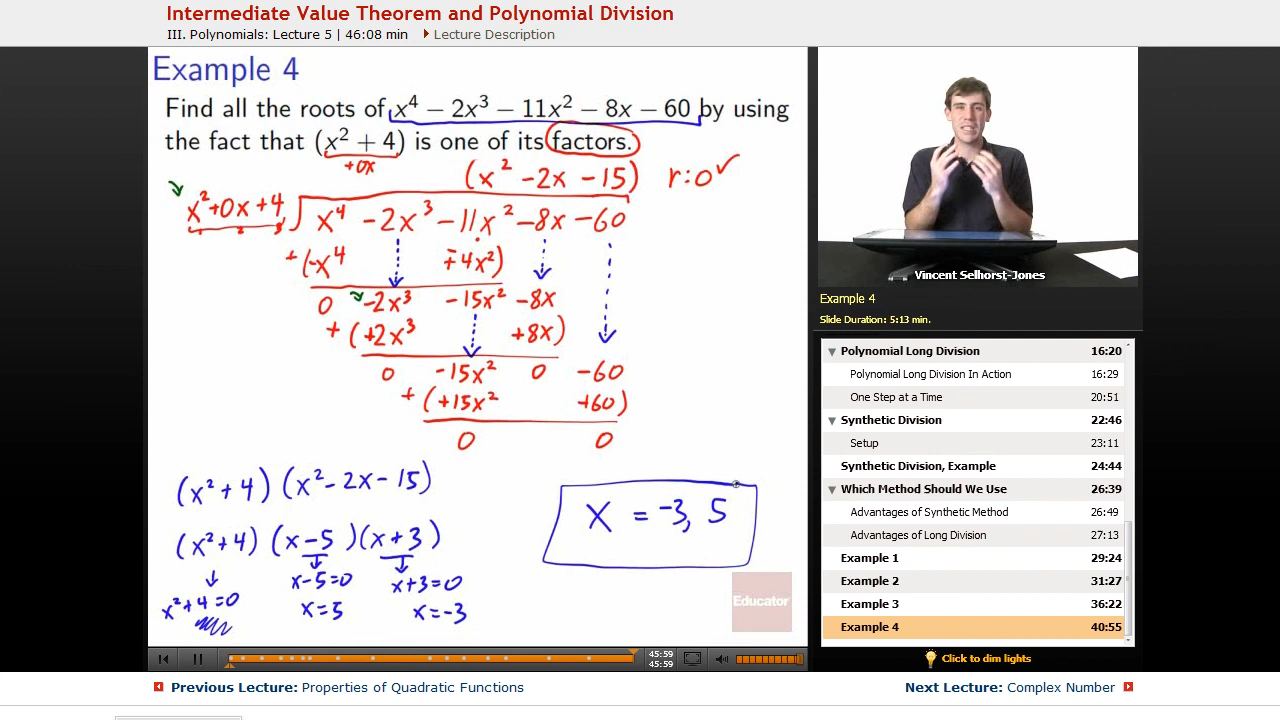 Intermediate Value Theorem and Polynomial Division
III. Polynomials: Lecture 5 | 46:08 min Lecture Description
Example 4
Find all the roots of x⁴ − 2x³ − 11x² − 8x − 60 by using
the fact that (x² + 4) is one of its factors.
+0x
(x² -2x -15) r:0 ✓
x²+0x+4 ) x⁴ -2x³ -11x² -8x -60
+(-x⁴ -4x²)
0 -2x³ -15x² -8x
+(+2x³ +8x)
0 -15x² 0 -60
+(+15x² +60)
0 0
(x²+4)(x²-2x-15)
(x²+4)(x-5)(x+3)
x²+4=0 x-5=0 x+3=0
x=5 x=-3
X = -3, 5
Educator
Vincent Selhorst-Jones
Example 4
Slide Duration: 5:13 min.
Polynomial Long Division 16:20
Polynomial Long Division In Action 16:29
One Step at a Time 20:51
Synthetic Division 22:46
Setup 23:11
Synthetic Division, Example 24:44
Which Method Should We Use 26:39
Advantages of Synthetic Method 26:49
Advantages of Long Division 27:13
Example 1 29:24
Example 2 31:27
Example 3 36:22
Example 4 40:55
45:59
45:59
Click to dim lights
Previous Lecture: Properties of Quadratic Functions
Next Lecture: Complex Number